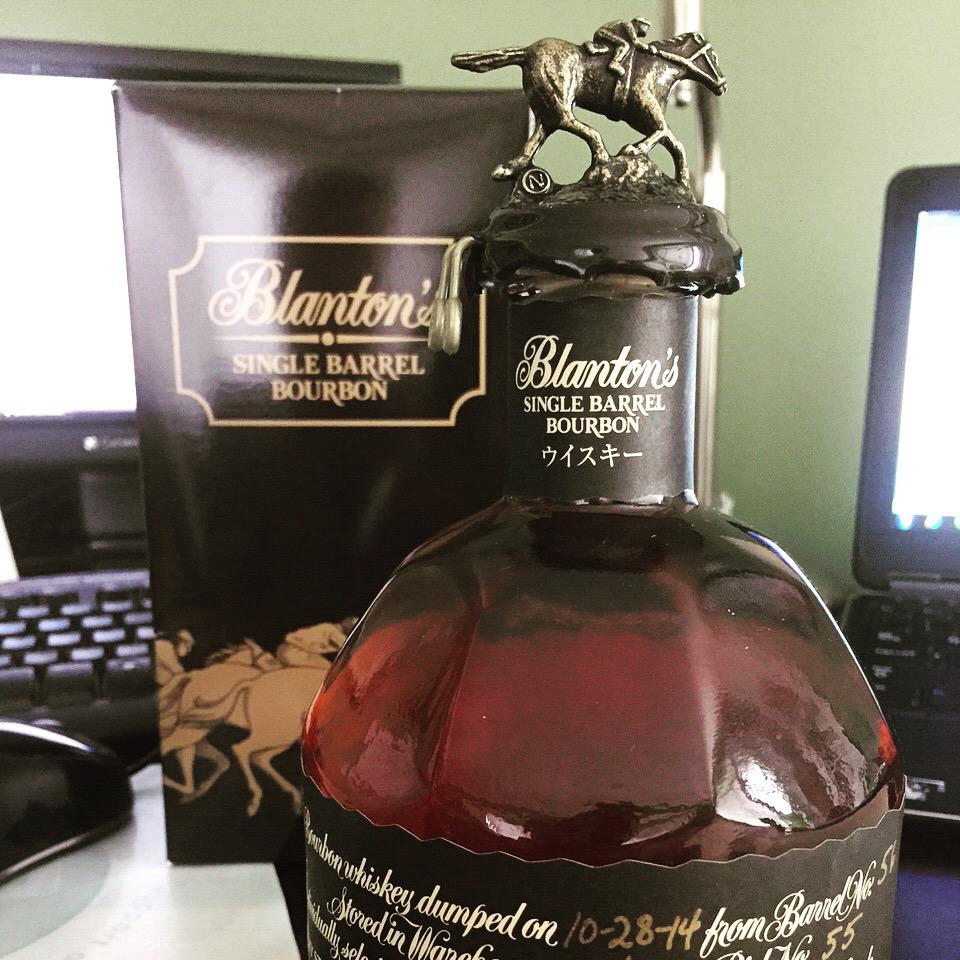 Blanton's
SINGLE BARREL
BOURBON
N
Blanton's
SINGLE BARREL
BOURBON
ウイスキー
Bourbon whiskey dumped on 10-28-14 from Barrel No.
Stored in No. 55